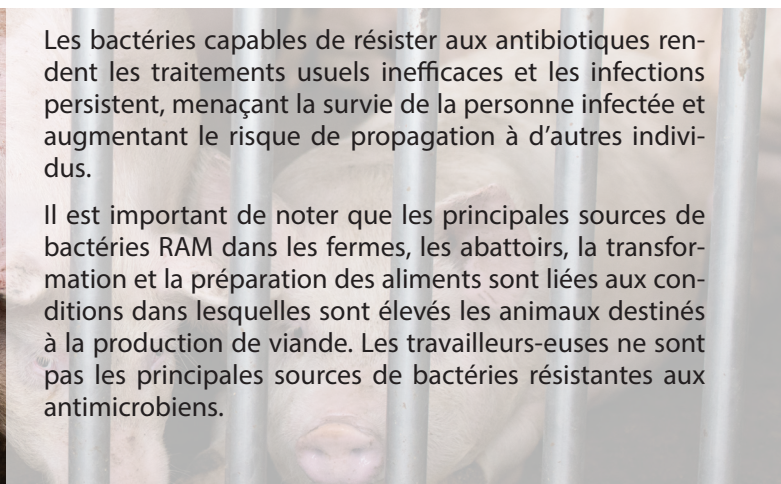 Les bactéries capables de résister aux antibiotiques ren-
dent les traitements usuels inefficaces et les infections
persistent, menaçant la survie de la personne infectée et
augmentant le risque de propagation à d'autres indivi-
dus.
Il est important de noter que les principales sources de
bactéries RAM dans les fermes, les abattoirs, la transfor-
mation et la préparation des aliments sont liées aux con-
ditions dans lesquelles sont élevés les animaux destinés
à la production de viande. Les travailleurs-euses ne sont
pas les principales sources de bactéries résistantes aux
antimicrobiens.